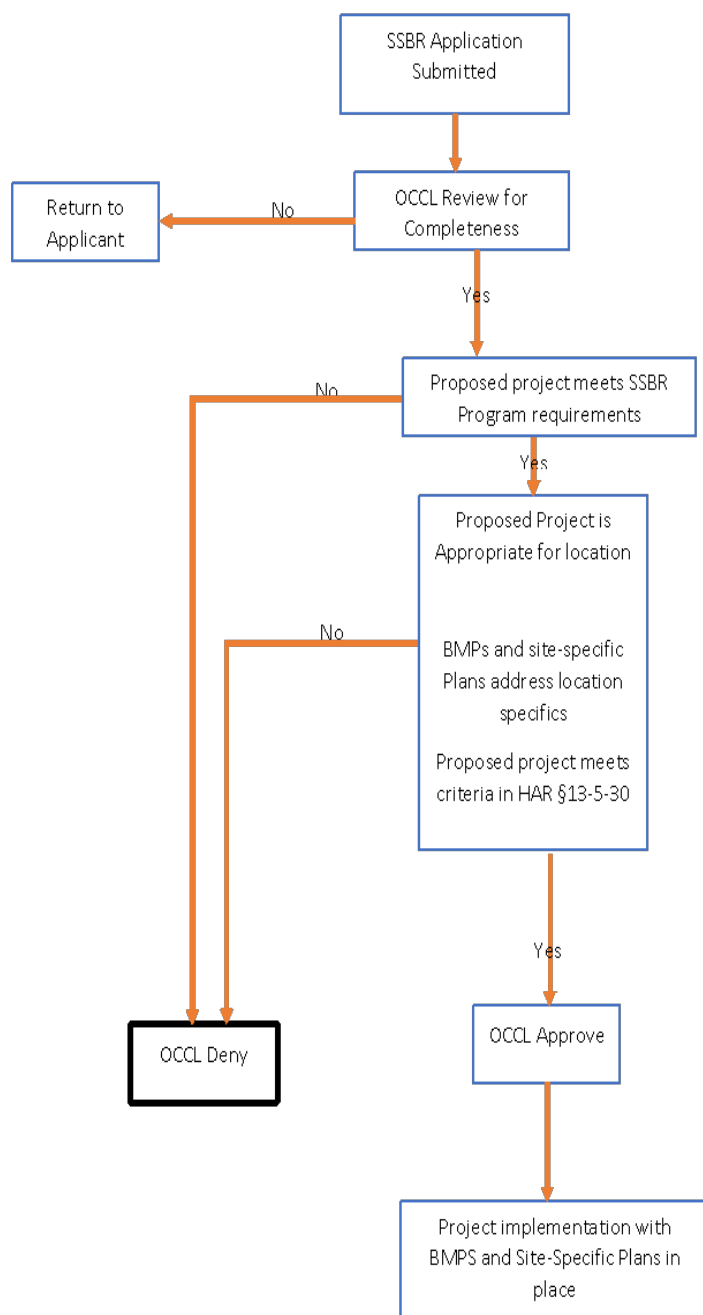 SSBR Application
Submitted
OCCL Review for
Completeness
No
Return to
Applicant
Yes
Proposed project meets SSBR
Program requirements
No
Yes
Proposed Project is
Appropriate for location
BMPs and site-specific
Plans address location
specifics
Proposed project meets
criteria in HAR §13-5-30
No
Yes
OCCL Deny
OCCL Approve
Project implementation with
BMPS and Site-Specific Plans in
place